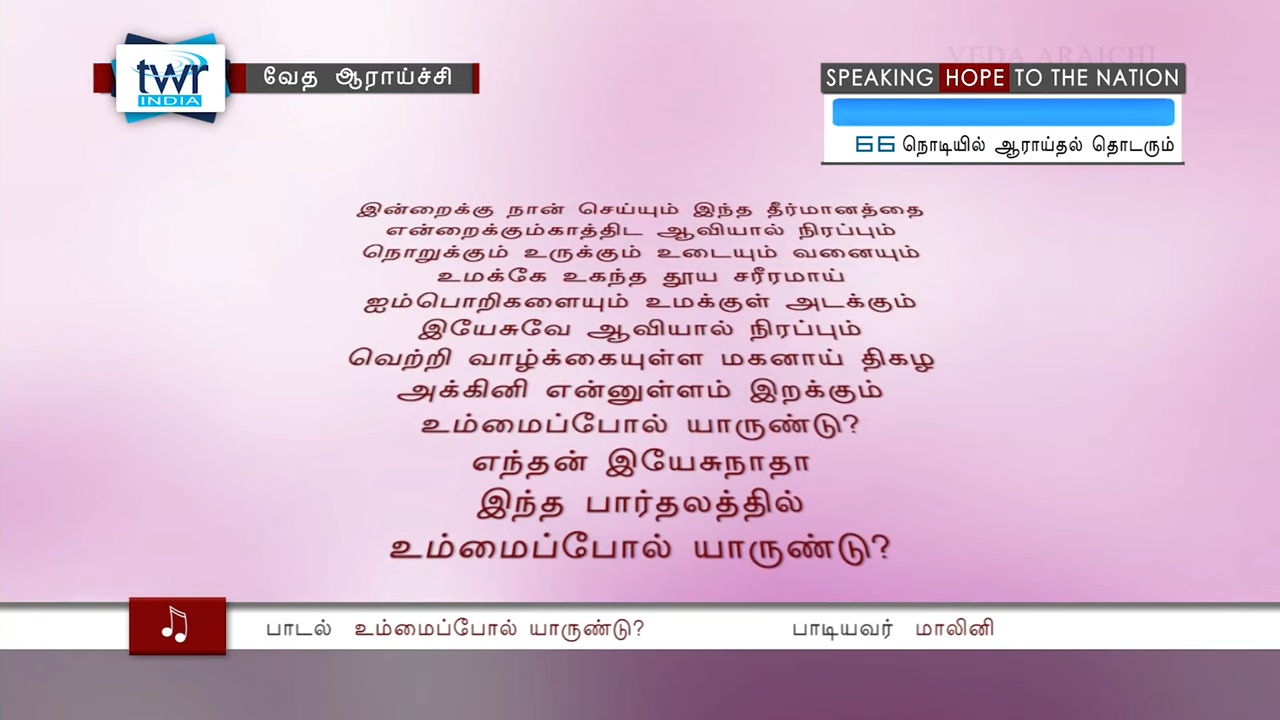 VEDA ARAICHI
twr
INDIA
வேத ஆராய்ச்சி
SPEAKING HOPE TO THE NATION
66 நொடியில் ஆராய்தல் தொடரும்
இன்றைக்கு நான் செய்யும் இந்த தீர்மானத்தை
என்றைக்கும்காத்திட ஆவியால் நிரப்பும்
நொறுக்கும் உருக்கும் உடையும் வனையும்
உமக்கே உகந்த தூய சரீரமாய்
ஐம்பொறிகளையும் உமக்குள் அடக்கும்
இயேசுவே ஆவியால் நிரப்பும்
வெற்றி வாழ்க்கையுள்ள மகனாய் திகழ
அக்கினி என்னுள்ளம் இறக்கும்
உம்மைப்போல் யாருண்டு?
எந்தன் இயேசுநாதா
இந்த பார்தலத்தில்
உம்மைப்போல் யாருண்டு?
பாடல் உம்மைப்போல் யாருண்டு? பாடியவர் மாலினி